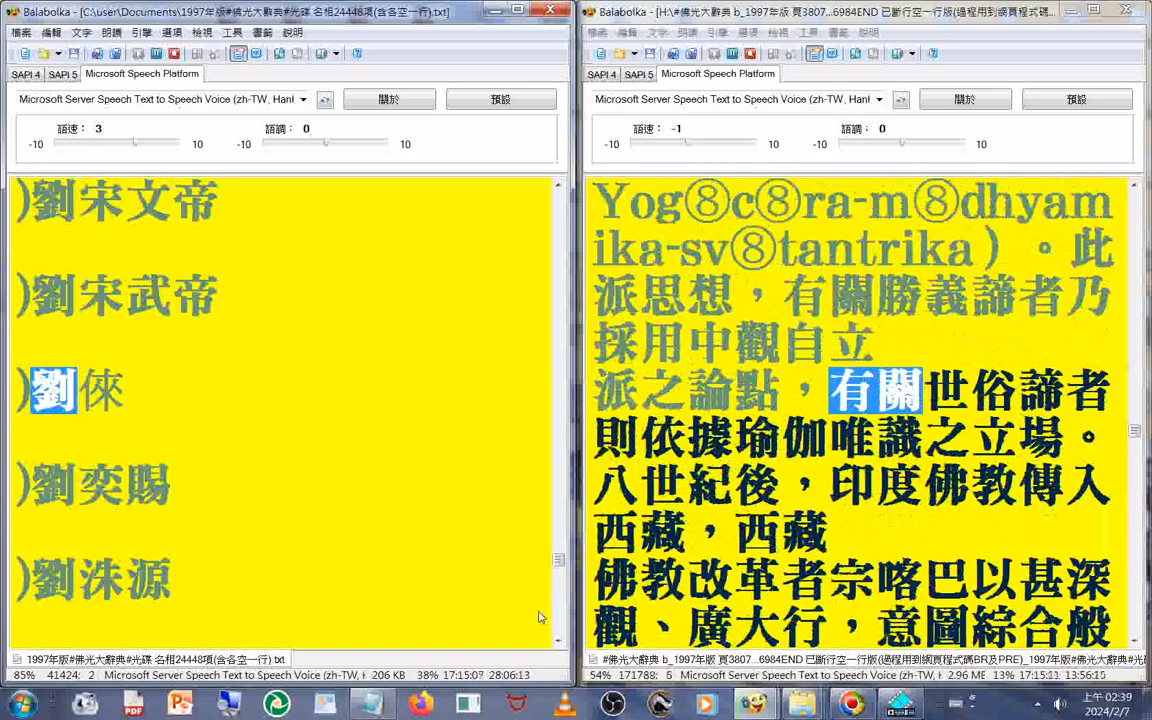 Balabolka - [C:\user\Documents\1997年版#佛光大辭典#光碟 名相24448項(含各空一行).txt]
檔案 編輯 文字 朗讀 引擎 選項 檢視 工具 書籤 說明
SAPI 4 SAPI 5 Microsoft Speech Platform
Microsoft Server Speech Text to Speech Voice (zh-TW, Hanl 關於 預設
語速： 3 語調： 0
-10 10 -10 10
)劉宋文帝
)劉宋武帝
)劉倈
)劉奕賜
)劉洙源
1997年版#佛光大辭典#光碟 名相24448項(含各空一行).txt
85% 41424: 2 Microsoft Server Speech Text to Speech Voice (zh-TW, H 206 KB 38% 17:15:07 28:06:13
Balabolka - [H:\#佛光大辭典 b_1997年版 頁3807...6984END 已斷行空一行版(過程用到網頁程式碼...
檔案 編輯 文字 朗讀 引擎 選項 檢視 工具 書籤 說明
SAPI 4 SAPI 5 Microsoft Speech Platform
Microsoft Server Speech Text to Speech Voice (zh-TW, Hanl 關於 預設
語速： -1 語調： 0
-10 10 -10 10
Yog⑧c⑧ra-m⑧dhyam
ika-sv⑧tantrika）。此
派思想，有關勝義諦者乃
採用中觀自立
派之論點，有關世俗諦者
則依據瑜伽唯識之立場。
八世紀後，印度佛教傳入
西藏，西藏
佛教改革者宗喀巴以甚深
觀、廣大行，意圖綜合般
#佛光大辭典 b_1997年版 頁3807...6984END 已斷行空一行版(過程用到網頁程式碼BR及PRE)_1997年版#佛光
54% 171788: 5 Microsoft Server Speech Text to Speech Voice (zh-TW, 2.96 ME 13% 17:15:11 13:56:15
上午 02:39
2024/2/7